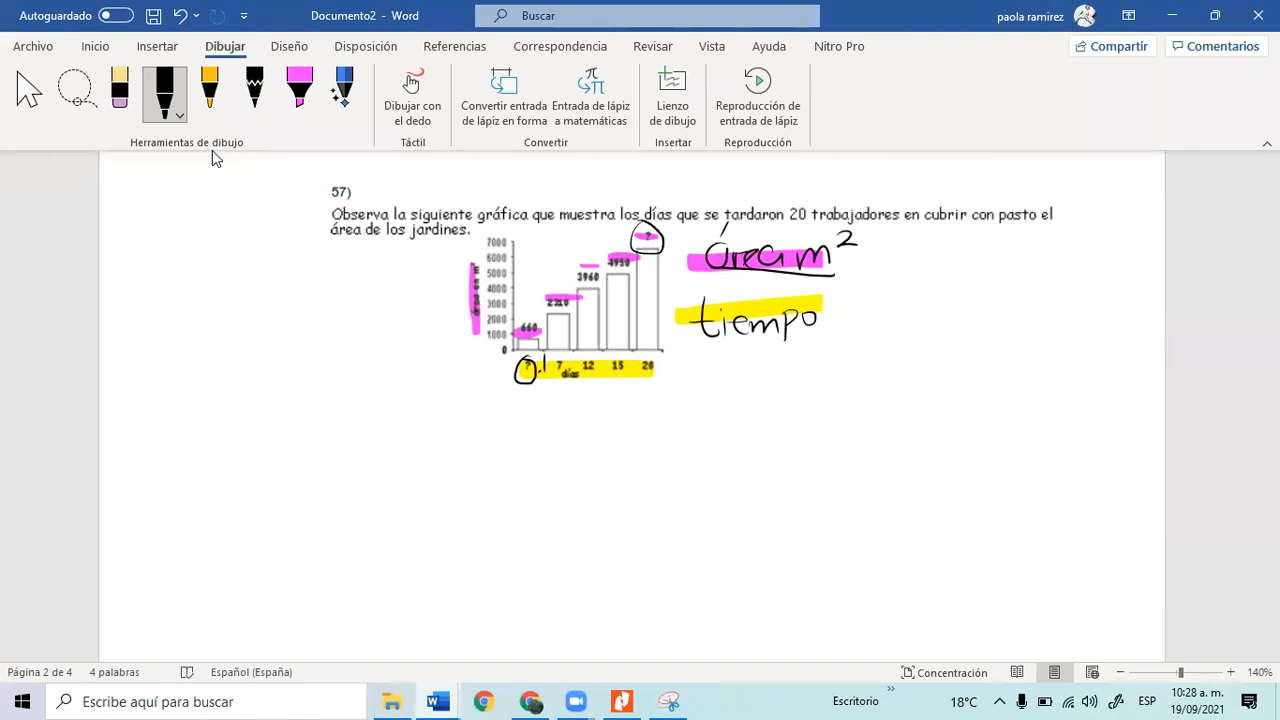 Autoguardado
Documento2 - Word
Buscar
paola ramirez
Archivo Inicio Insertar Dibujar Diseño Disposición Referencias Correspondencia Revisar Vista Ayuda Nitro Pro
Compartir Comentarios
Dibujar con el dedo
Convertir entrada de lápiz en forma
Entrada de lápiz a matemáticas
Lienzo de dibujo
Reproducción de entrada de lápiz
Herramientas de dibujo Táctil Convertir Insertar Reproducción
57)
Observa la siguiente gráfica que muestra los días que se tardaron 20 trabajadores en cubrir con pasto el
área de los jardines.
7000 ?
6000
5000 4950
4000 3960
3000
2000 2310
1000 660
0
? 7 12 15 20
días
área m²
tiempo
Página 2 de 4 4 palabras Español (España) Concentración 140%
Escribe aquí para buscar
Escritorio » 18°C ESP
10:28 a. m.
19/09/2021